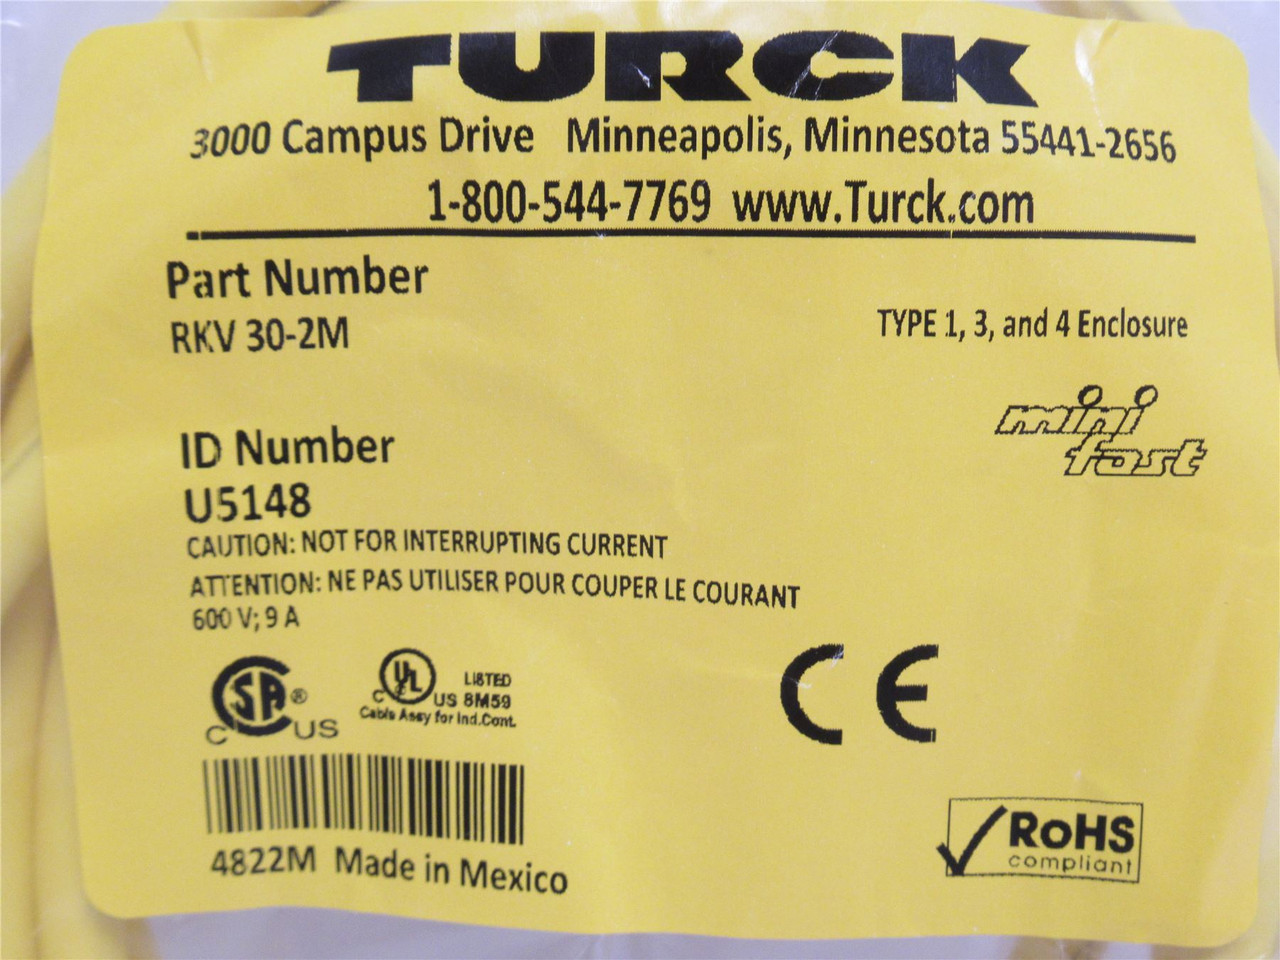 TURCK
3000 Campus Drive Minneapolis, Minnesota 55441-2656
1-800-544-7769 www.Turck.com
Part Number
RKV 30-2M
TYPE 1, 3, and 4 Enclosure
mini
fast
ID Number
U5148
CAUTION: NOT FOR INTERRUPTING CURRENT
ATTENTION: NE PAS UTILISER POUR COUPER LE COURANT
600 V; 9 A
C SA ® US
C UL US LISTED
8M59
Cable Assy for Ind.Cont.
CE
RoHS
compliant
4822M Made in Mexico